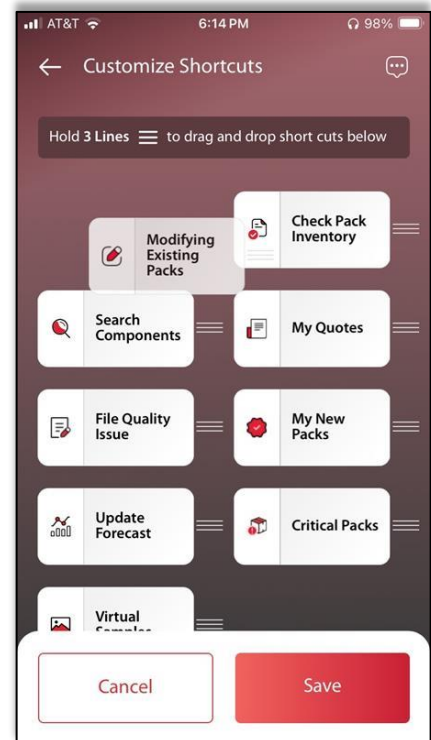 AT&T 6:14 PM 98%
Customize Shortcuts
Hold 3 Lines to drag and drop short cuts below
Modifying
Existing
Packs
Check Pack
Inventory
Search
Components
My Quotes
File Quality
Issue
My New
Packs
Update
Forecast
Critical Packs
Virtual
Samples
Cancel
Save